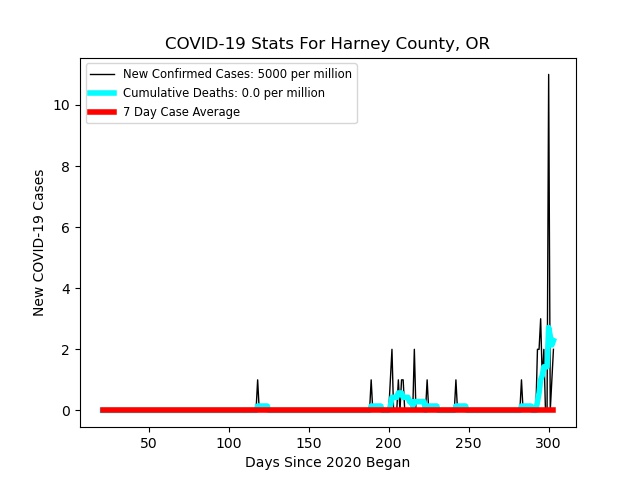 COVID-19 Stats For Harney County, OR
New Confirmed Cases: 5000 per million
Cumulative Deaths: 0.0 per million
7 Day Case Average
New COVID-19 Cases
10
8
6
4
2
0
50 100 150 200 250 300
Days Since 2020 Began